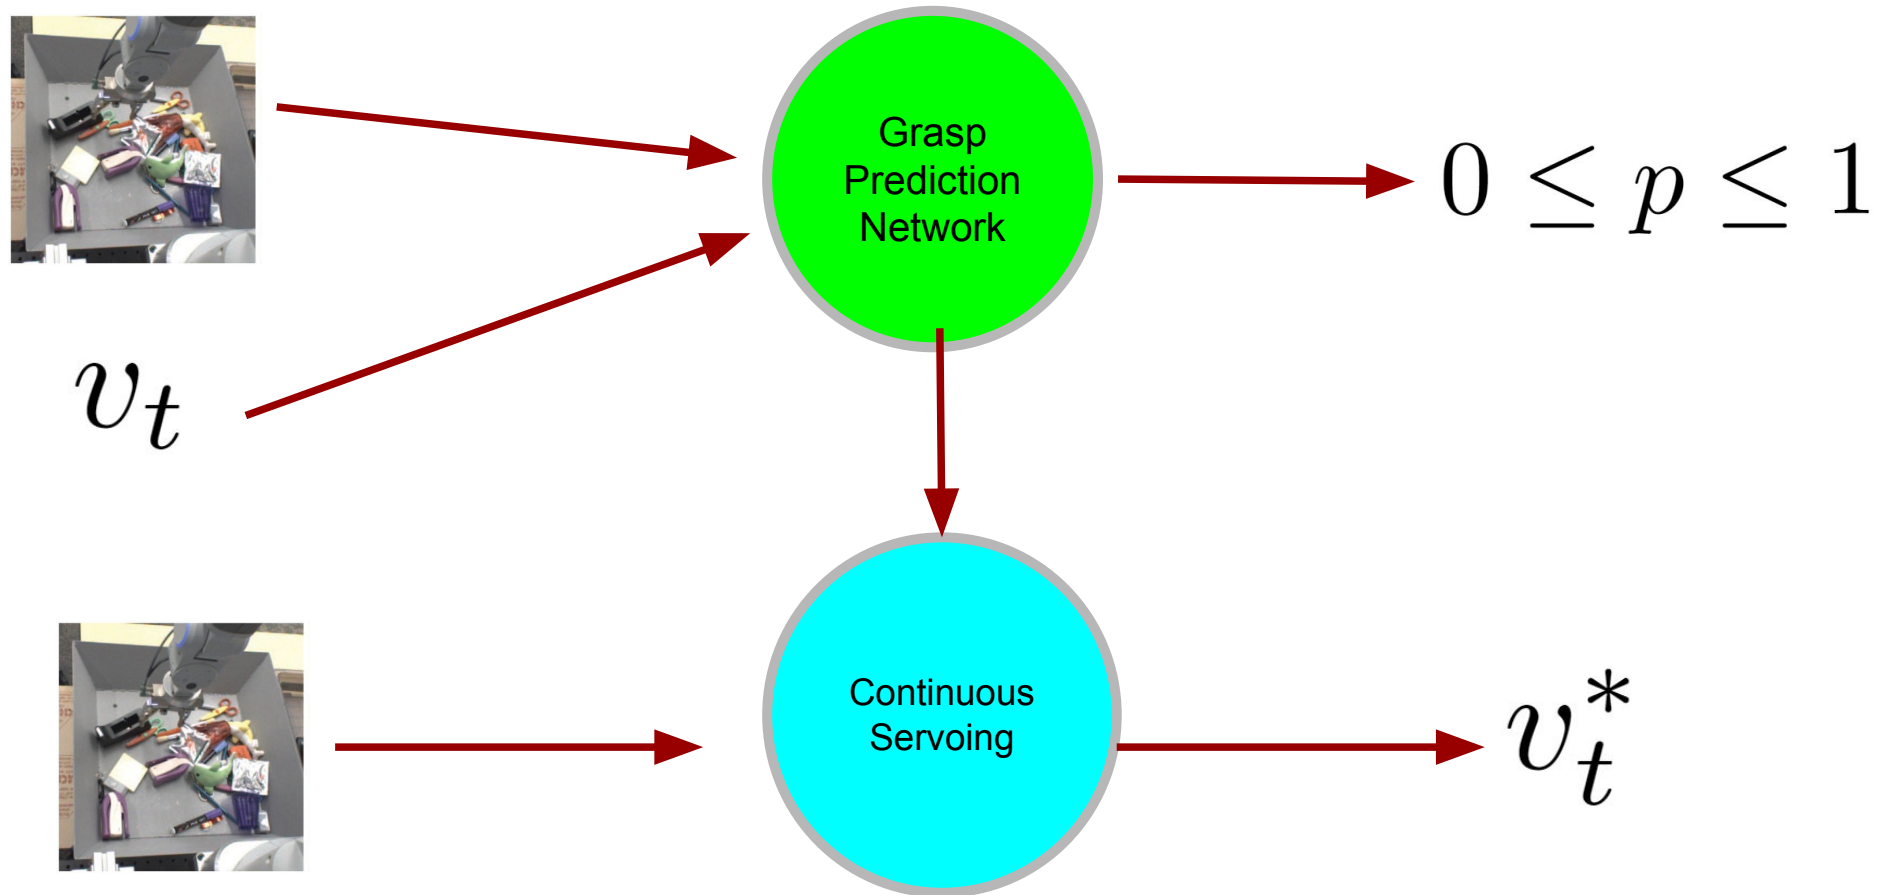 Grasp
Prediction
Network
0 ≤ p ≤ 1
v_t
Continuous
Servoing
v_t^*